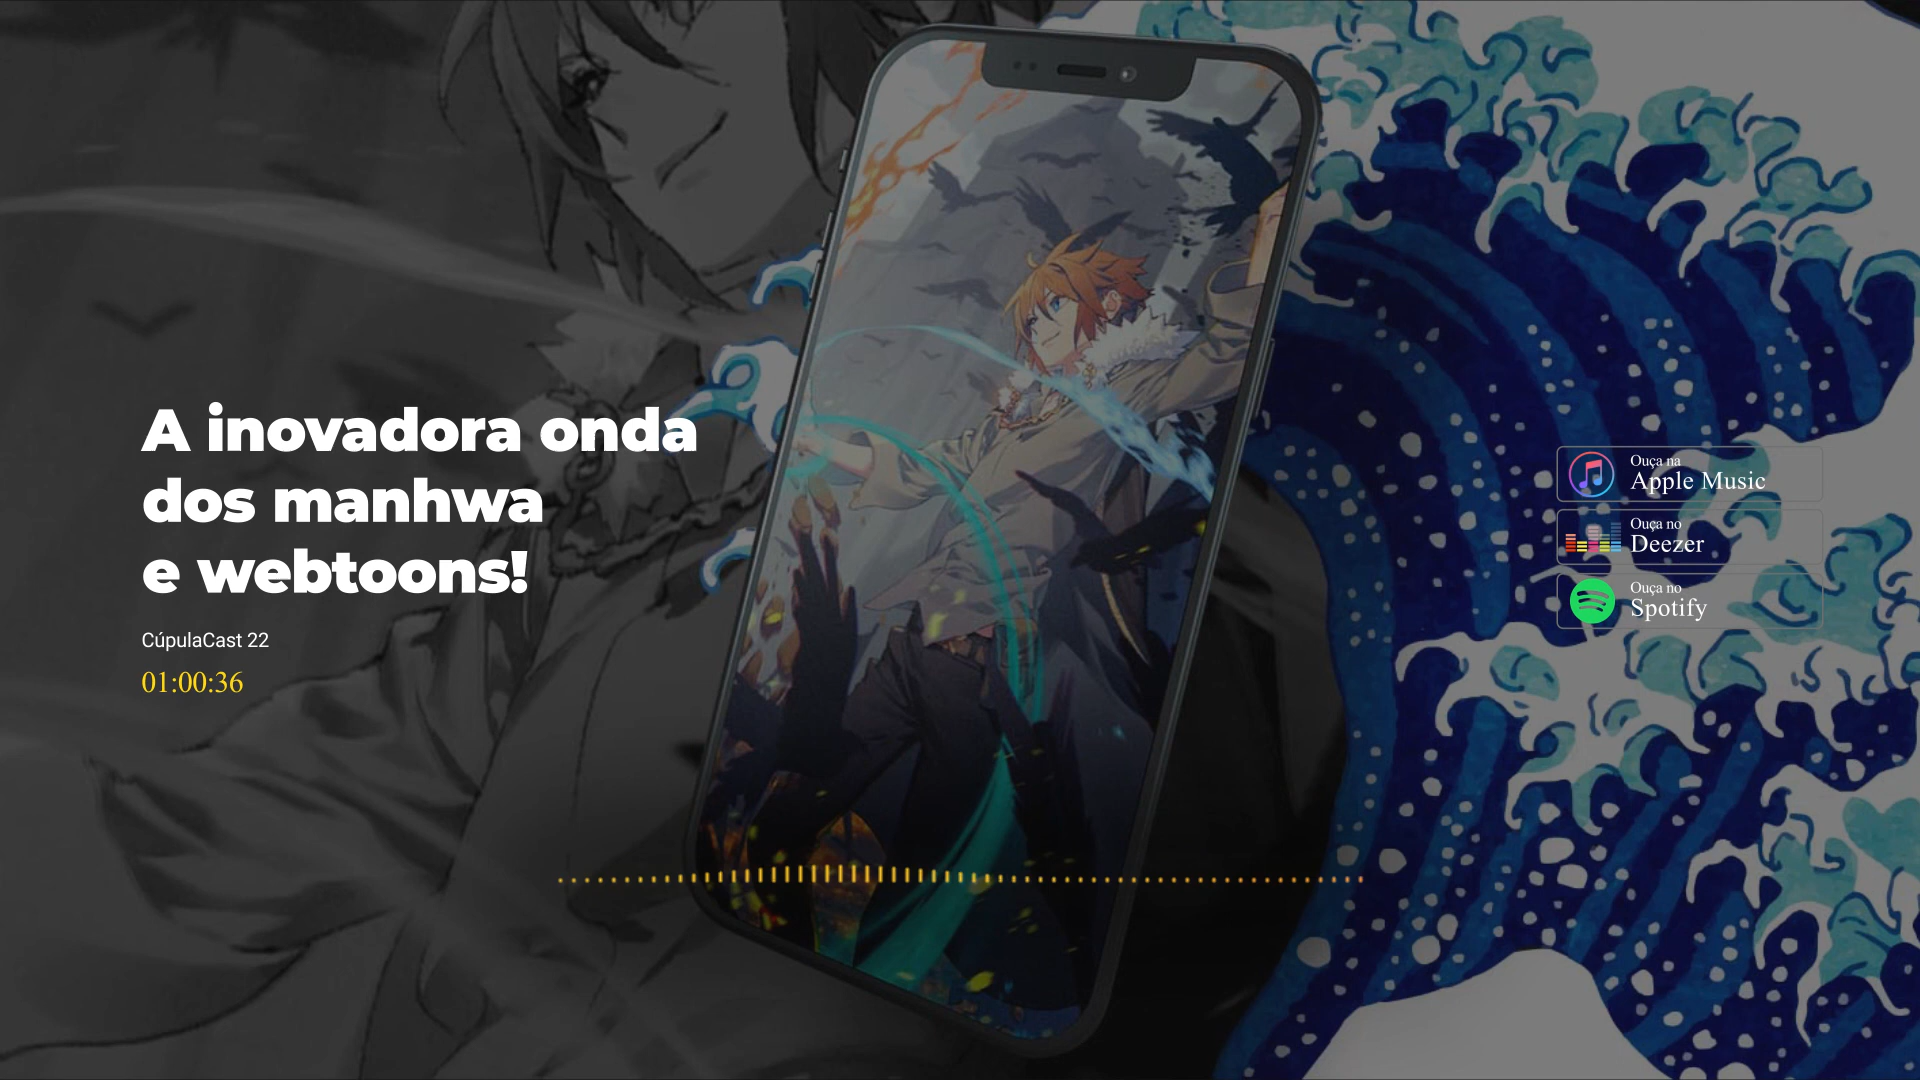 A inovadora onda
dos manhwa
e webtoons!
CúpulaCast 22
01:00:36
Ouça na
Apple Music
Ouça no
Deezer
Ouça no
Spotify